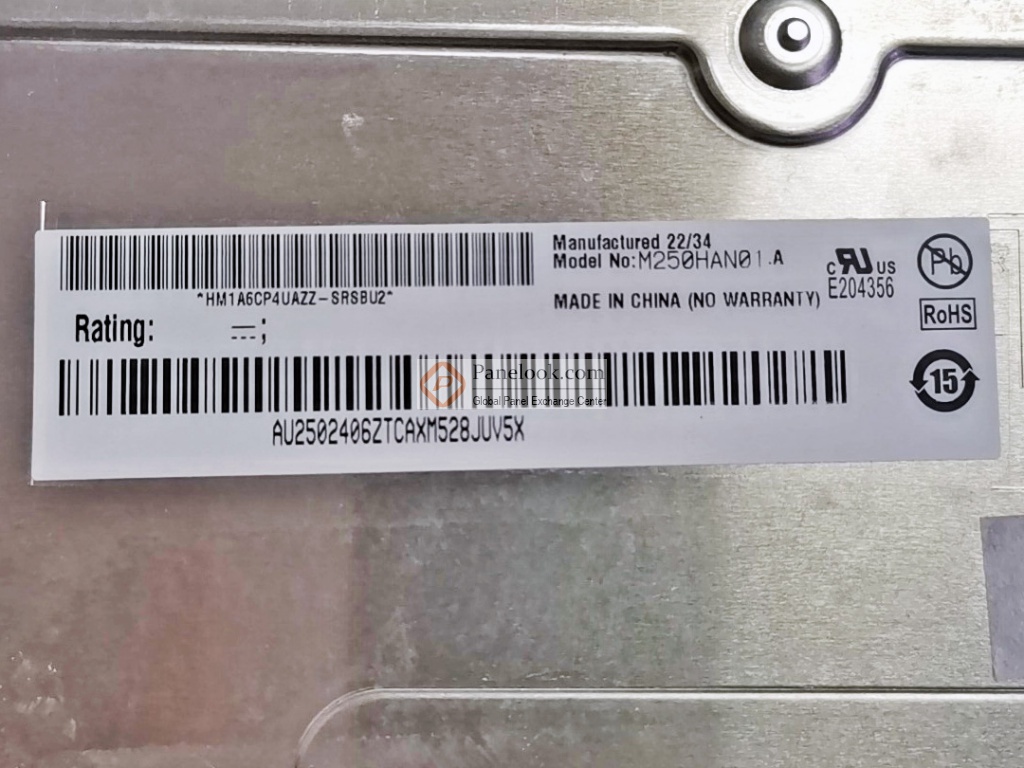 Manufactured 22/34
Model No:M250HAN01.A
*HM1A6CP4UAZZ-SRSBU2*
MADE IN CHINA (NO WARRANTY)
c UR US
E204356
Pb
RoHS
Rating: ---;
15
Panelook.com
Global Panel Exchange Center
AU2502406ZTCAXM528JUV5X